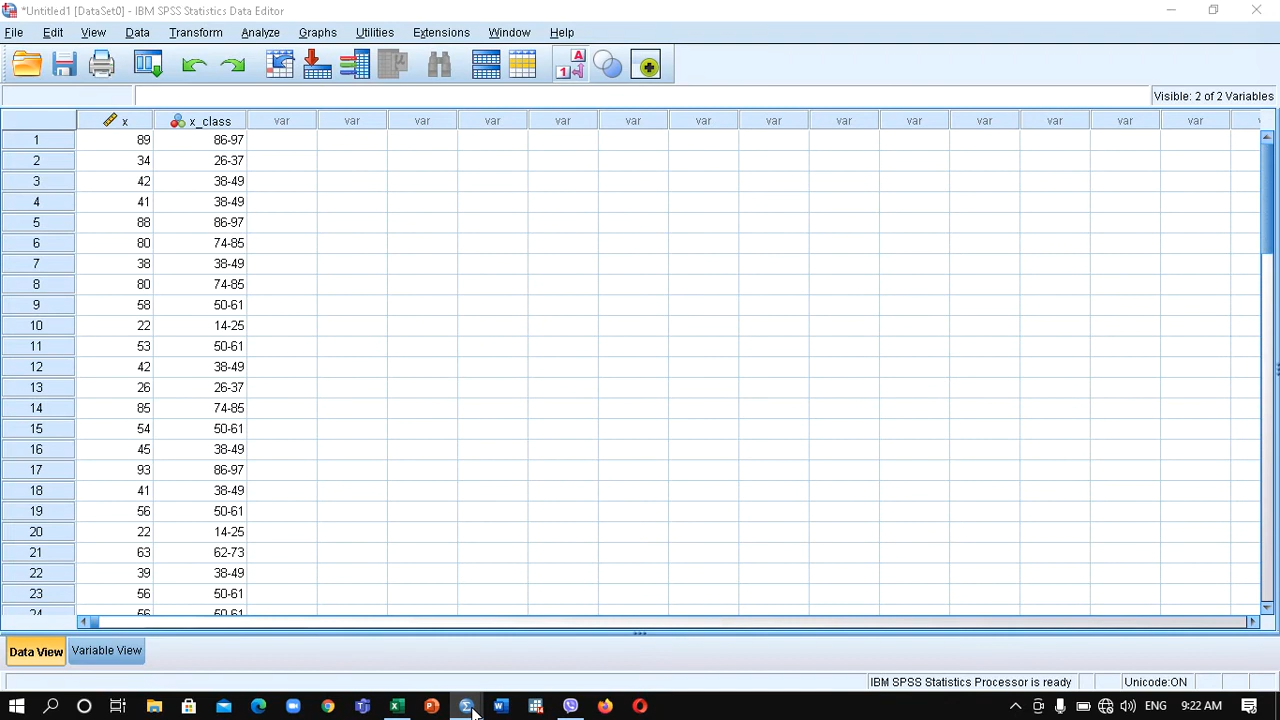 *Untitled1 [DataSet0] - IBM SPSS Statistics Data Editor
File Edit View Data Transform Analyze Graphs Utilities Extensions Window Help
Visible: 2 of 2 Variables
x x_class var var var var var var var var var var var var var var
1 89 86-97
2 34 26-37
3 42 38-49
4 41 38-49
5 88 86-97
6 80 74-85
7 38 38-49
8 80 74-85
9 58 50-61
10 22 14-25
11 53 50-61
12 42 38-49
13 26 26-37
14 85 74-85
15 54 50-61
16 45 38-49
17 93 86-97
18 41 38-49
19 56 50-61
20 22 14-25
21 63 62-73
22 39 38-49
23 56 50-61
24 56 50-61
Data View Variable View
IBM SPSS Statistics Processor is ready Unicode:ON
ENG 9:22 AM